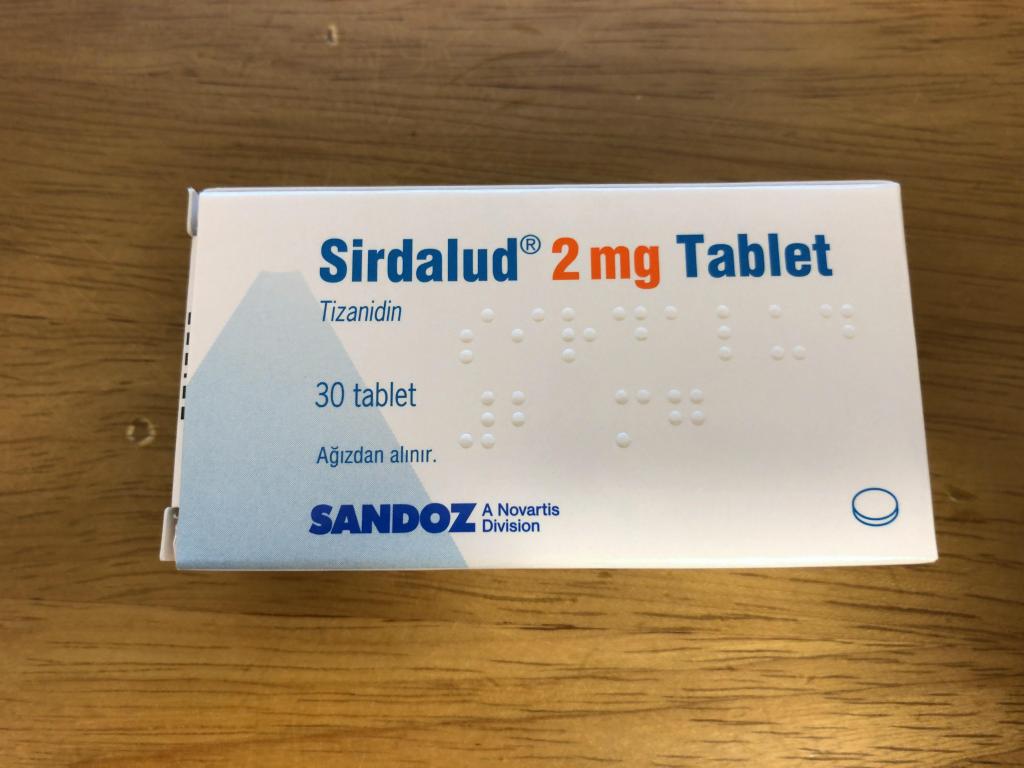 Sirdalud® 2 mg Tablet
Tizanidin
30 tablet
Ağızdan alınır.
SANDOZ A Novartis
Division